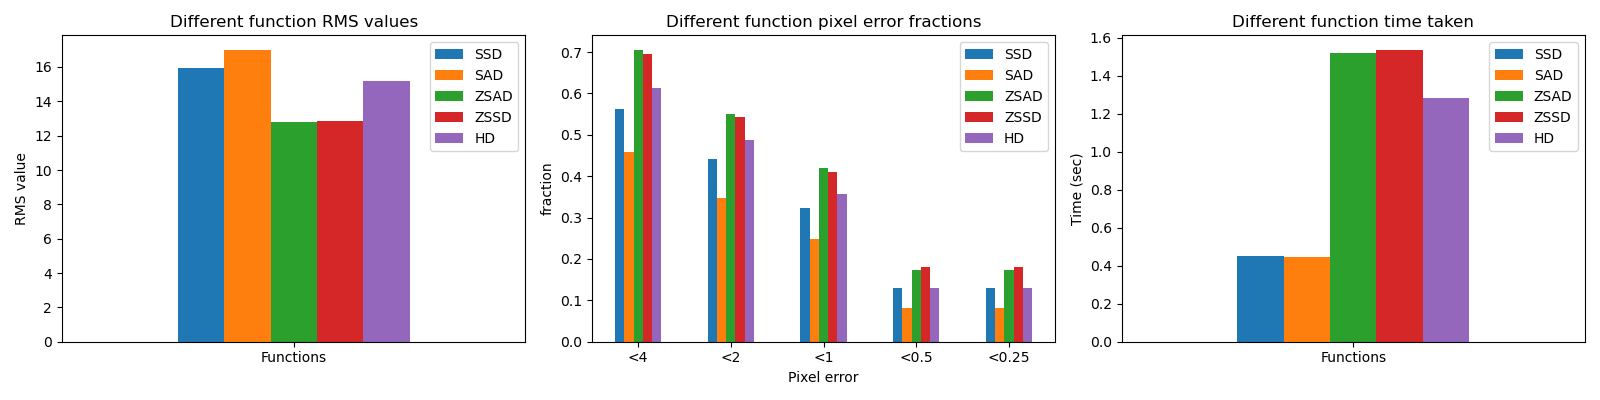 Different function RMS values
RMS value
16
14
12
10
8
6
4
2
0
Functions
SSD
SAD
ZSAD
ZSSD
HD
Different function pixel error fractions
fraction
0.7
0.6
0.5
0.4
0.3
0.2
0.1
0.0
<4
<2
<1
<0.5
<0.25
Pixel error
SSD
SAD
ZSAD
ZSSD
HD
Different function time taken
Time (sec)
1.6
1.4
1.2
1.0
0.8
0.6
0.4
0.2
0.0
Functions
SSD
SAD
ZSAD
ZSSD
HD